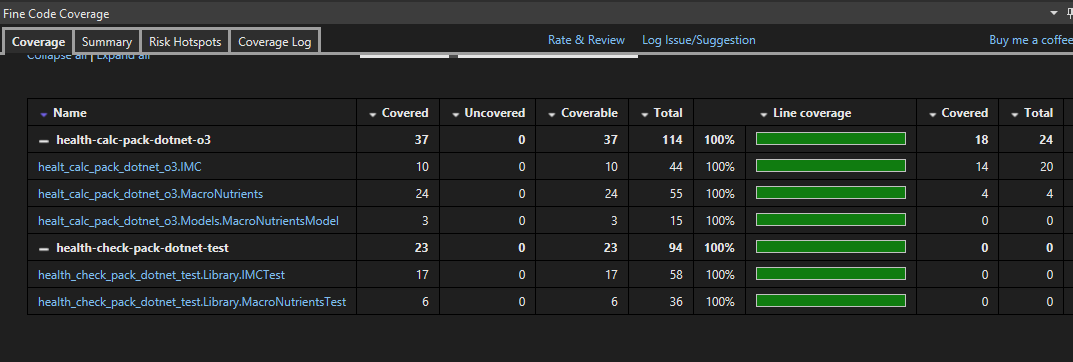 Fine Code Coverage
Coverage Summary Risk Hotspots Coverage Log Rate & Review Log Issue/Suggestion Buy me a coffee
Collapse all | Expand all
Name Covered Uncovered Coverable Total Line coverage Covered Total
health-calc-pack-dotnet-o3 37 0 37 114 100% 18 24
healt_calc_pack_dotnet_o3.IMC 10 0 10 44 100% 14 20
healt_calc_pack_dotnet_o3.MacroNutrients 24 0 24 55 100% 4 4
healt_calc_pack_dotnet_o3.Models.MacroNutrientsModel 3 0 3 15 100% 0 0
health-check-pack-dotnet-test 23 0 23 94 100% 0 0
health_check_pack_dotnet_test.Library.IMCTest 17 0 17 58 100% 0 0
health_check_pack_dotnet_test.Library.MacroNutrientsTest 6 0 6 36 100% 0 0